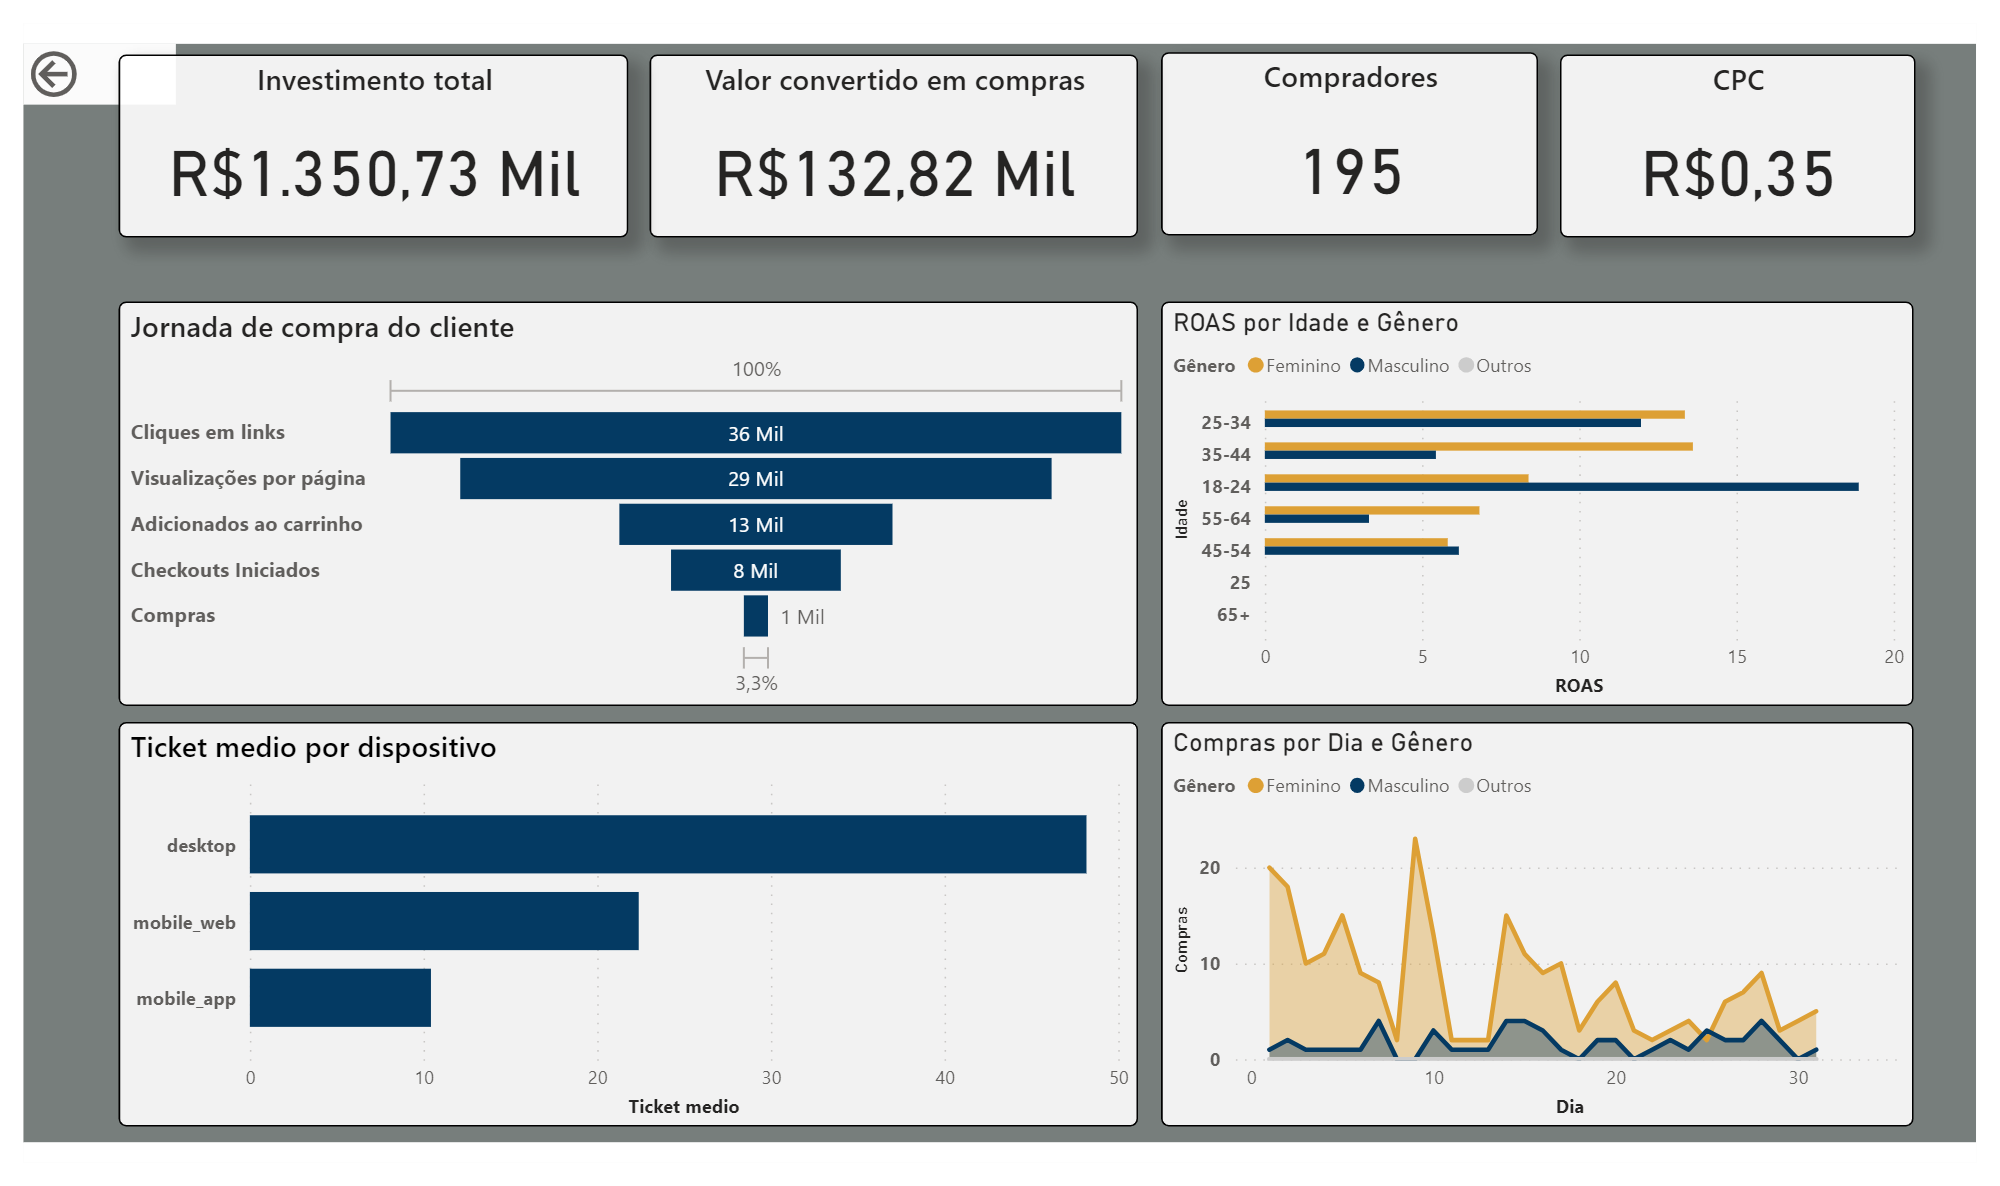 Investimento total
R$1.350,73 Mil
Valor convertido em compras
R$132,82 Mil
Compradores
195
CPC
R$0,35
Jornada de compra do cliente
100%
Cliques em links
36 Mil
Visualizações por página
29 Mil
Adicionados ao carrinho
13 Mil
Checkouts Iniciados
8 Mil
Compras
1 Mil
3,3%
ROAS por Idade e Gênero
Gênero Feminino Masculino Outros
Idade
25-34
35-44
18-24
55-64
45-54
25
65+
0 5 10 15 20
ROAS
Ticket medio por dispositivo
desktop
mobile_web
mobile_app
0 10 20 30 40 50
Ticket medio
Compras por Dia e Gênero
Gênero Feminino Masculino Outros
Compras
20
10
0
0 10 20 30
Dia